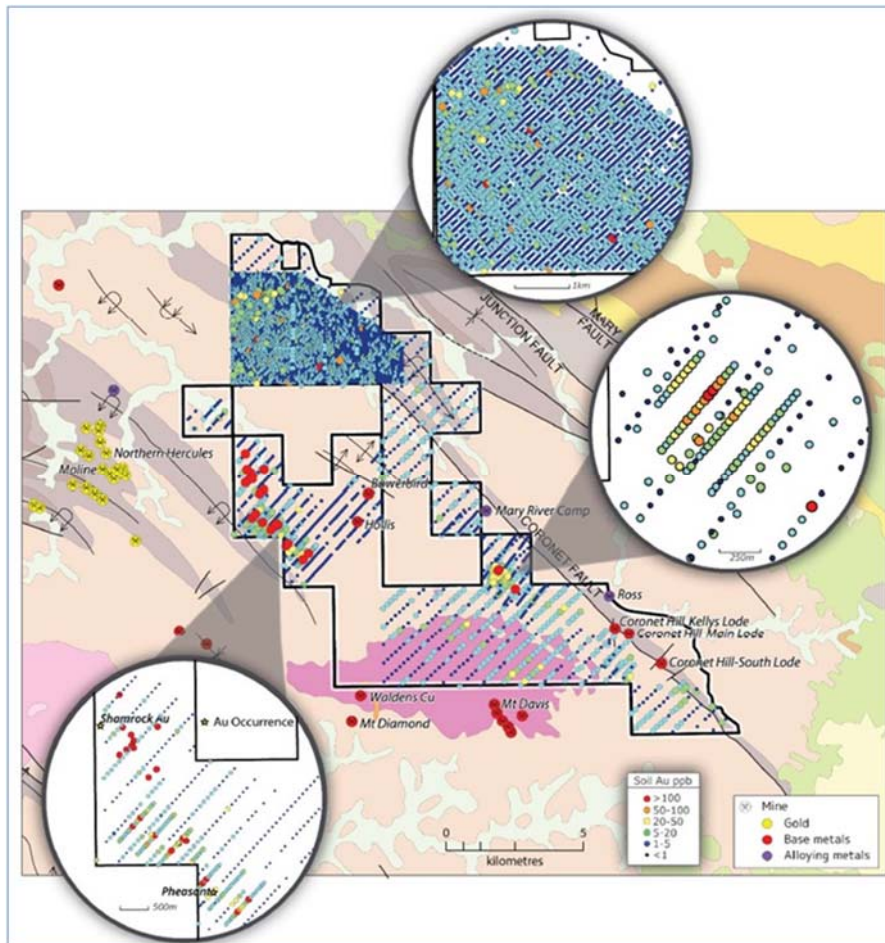 1km
JUNCTION FAULT
MARY
FAULT
Northern Hercules
Moline
Bowerbird
Hollis
Mary River Camp
CORONET FAULT
250m
Ross
Coronet Hill Kellys Lode
Coronet Hill Main Lode
Coronet Hill-South Lode
Shamrock Au
Au Occurrence
Waldens Cu
Mt Diamond
Mt Davis
Pheasant
500m
0 5
kilometres
Soil Au ppb
>100
50-100
20-50
5-20
1-5
<1
Mine
Gold
Base metals
Alloying metals